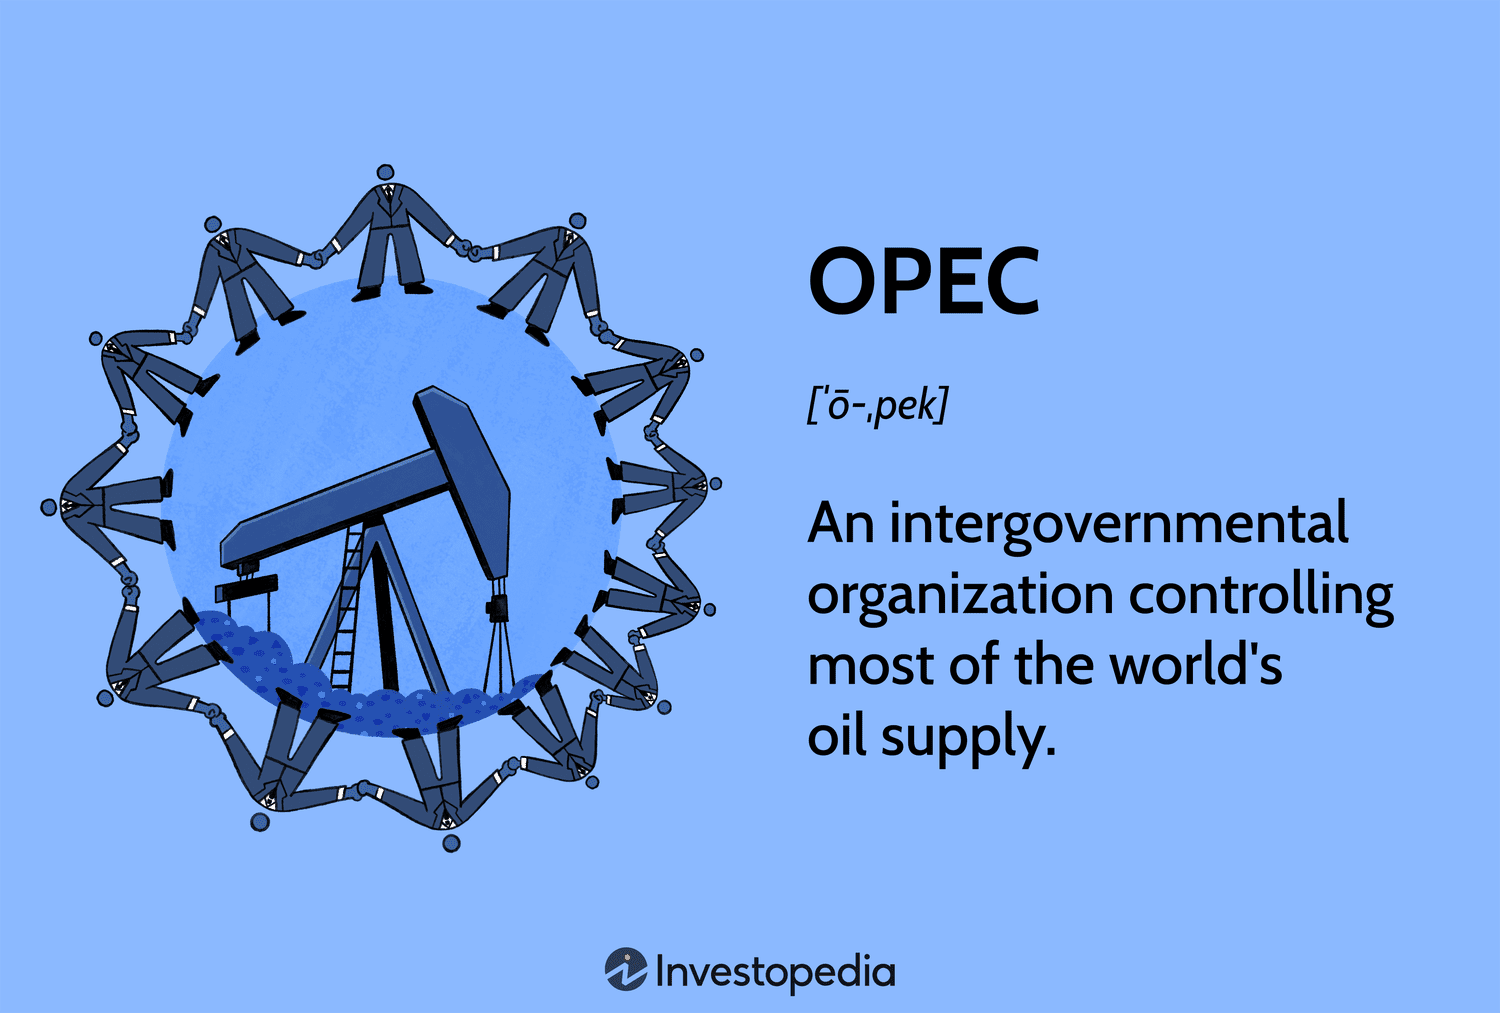 OPEC
['ō-ˌpek]
An intergovernmental
organization controlling
most of the world's
oil supply.
Investopedia